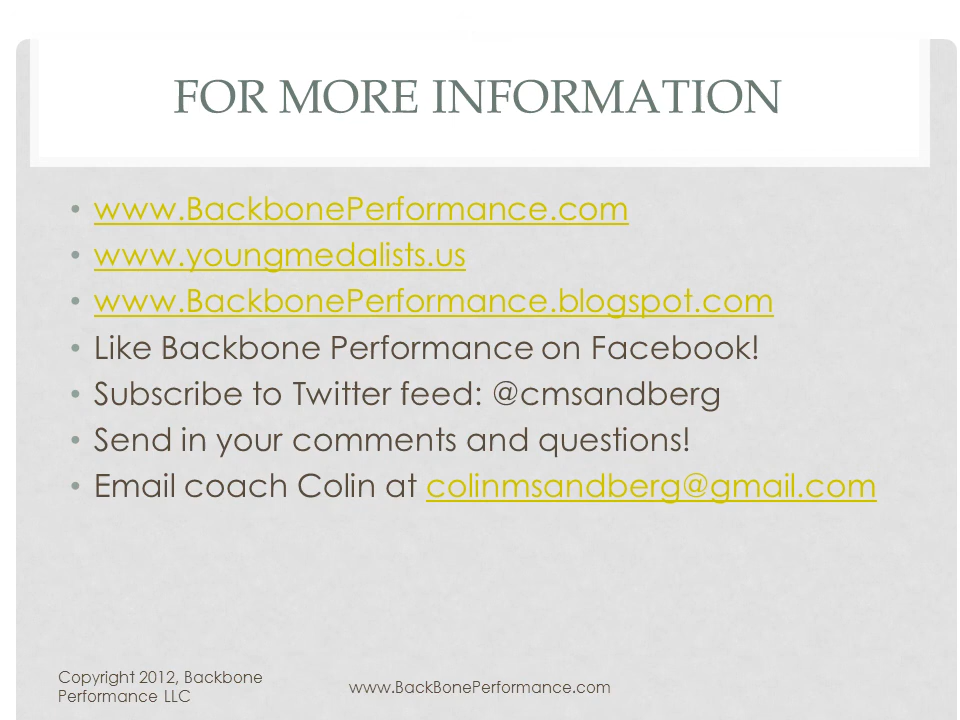 FOR MORE INFORMATION
• www.BackbonePerformance.com
• www.youngmedalists.us
• www.BackbonePerformance.blogspot.com
• Like Backbone Performance on Facebook!
• Subscribe to Twitter feed: @cmsandberg
• Send in your comments and questions!
• Email coach Colin at colinmsandberg@gmail.com
Copyright 2012, Backbone
Performance LLC
www.BackBonePerformance.com